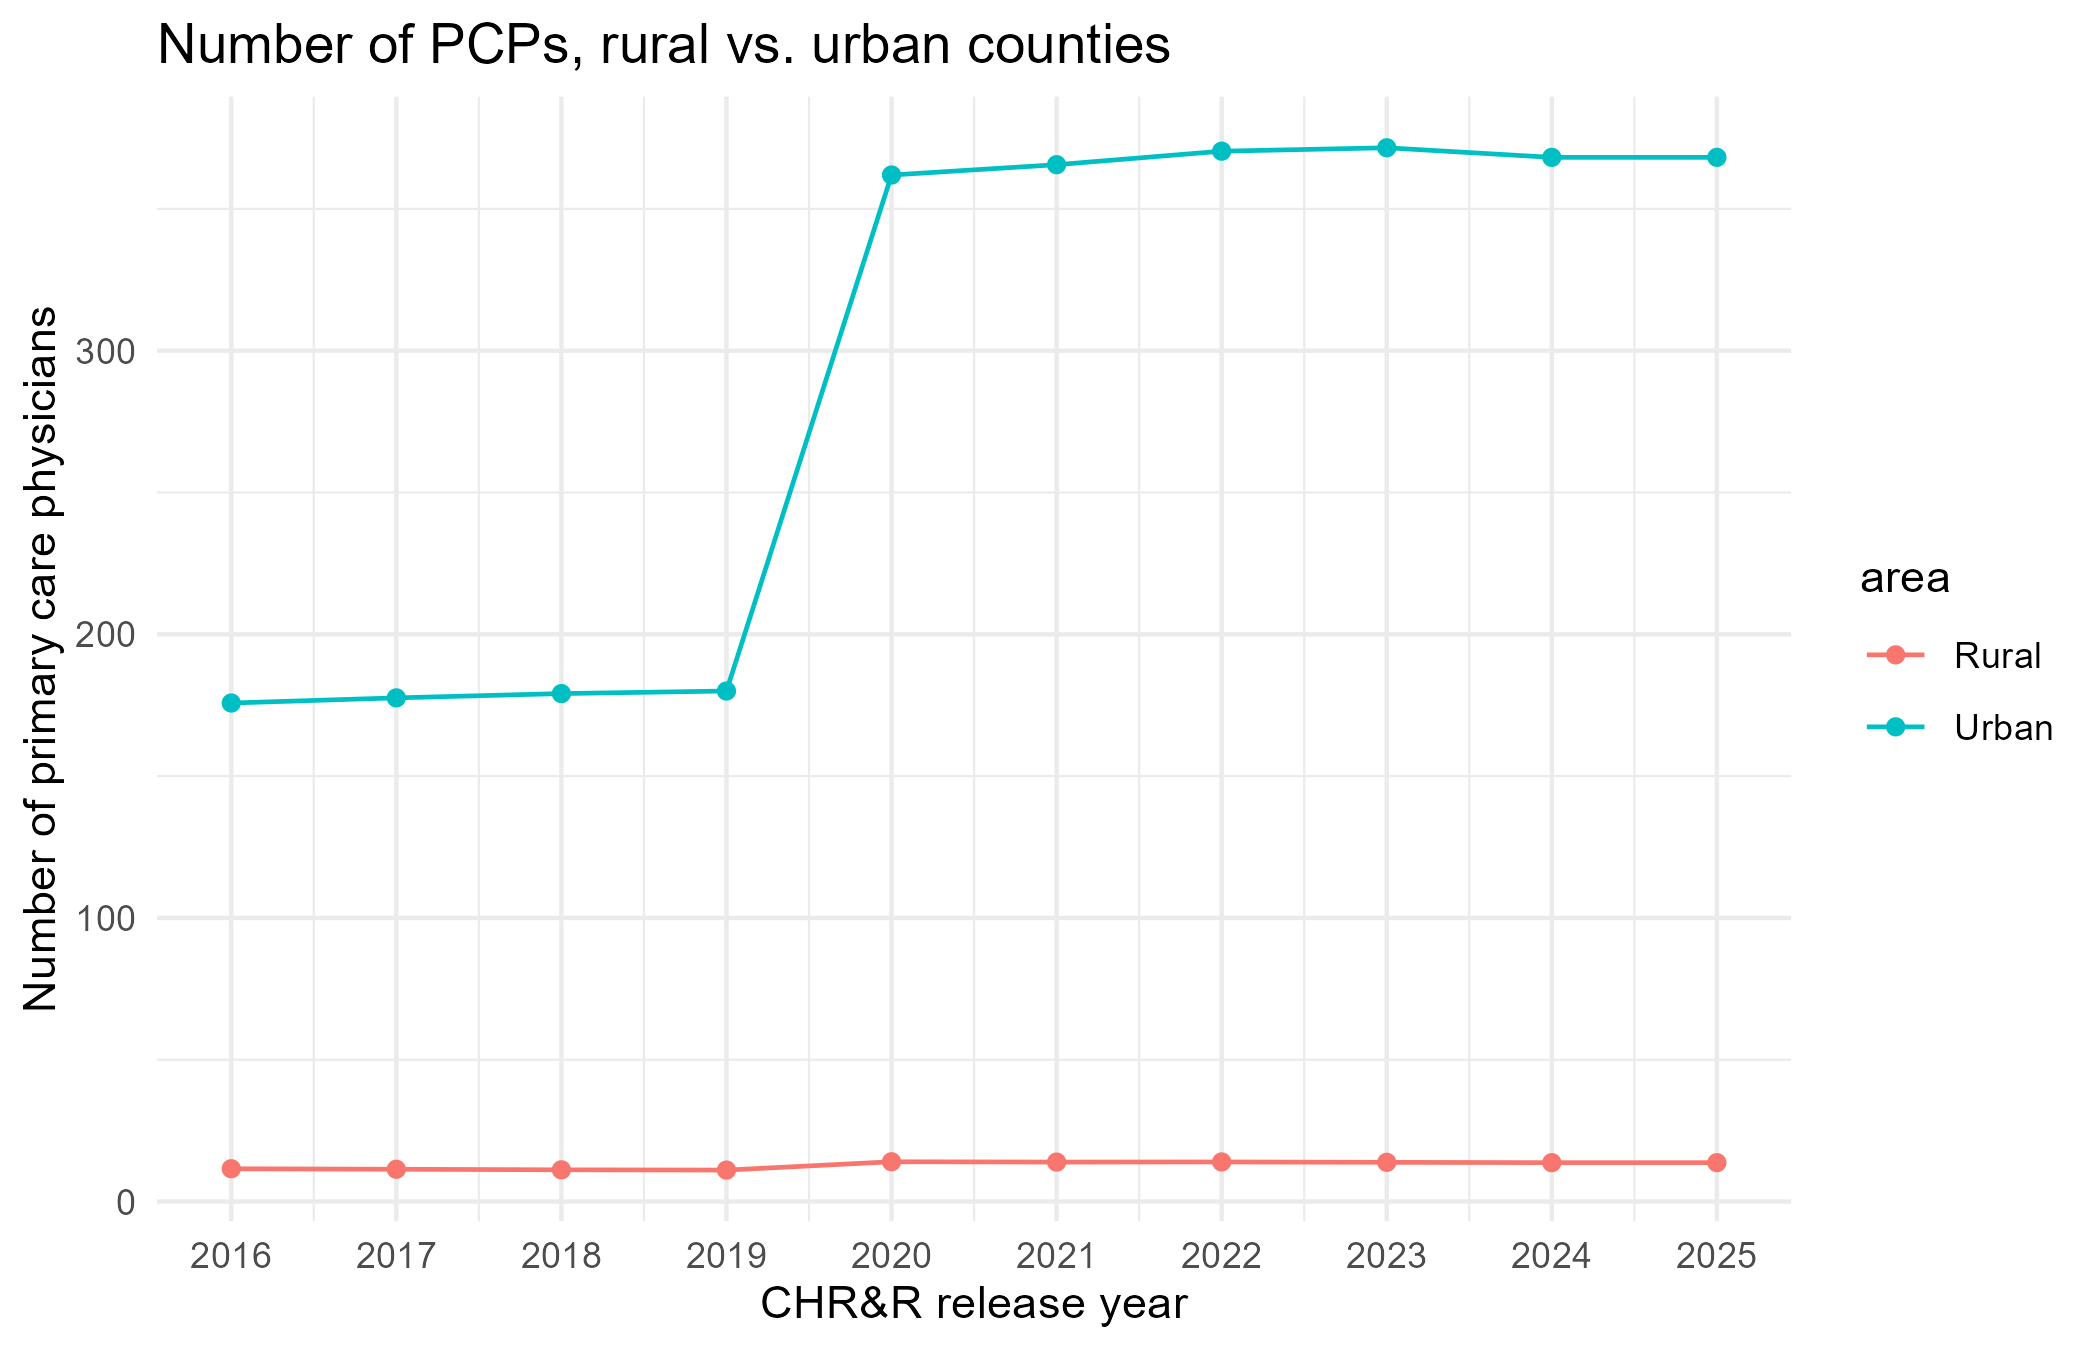 Number of PCPs, rural vs. urban counties
Number of primary care physicians
300
200
100
0
2016 2017 2018 2019 2020 2021 2022 2023 2024 2025
CHR&R release year
area
Rural
Urban